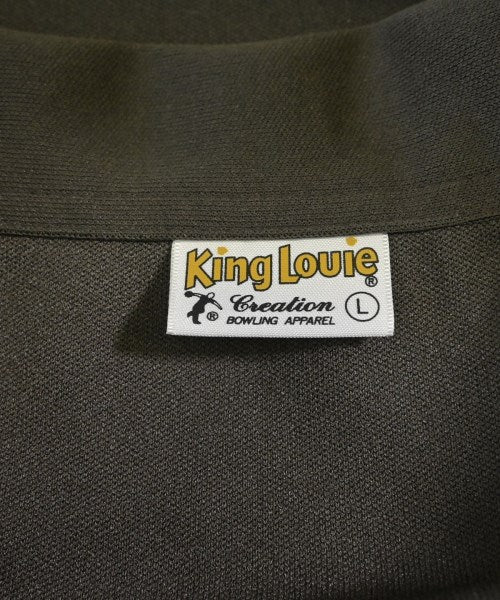 King Louie®
® Creation Ⓛ
BOWLING APPAREL